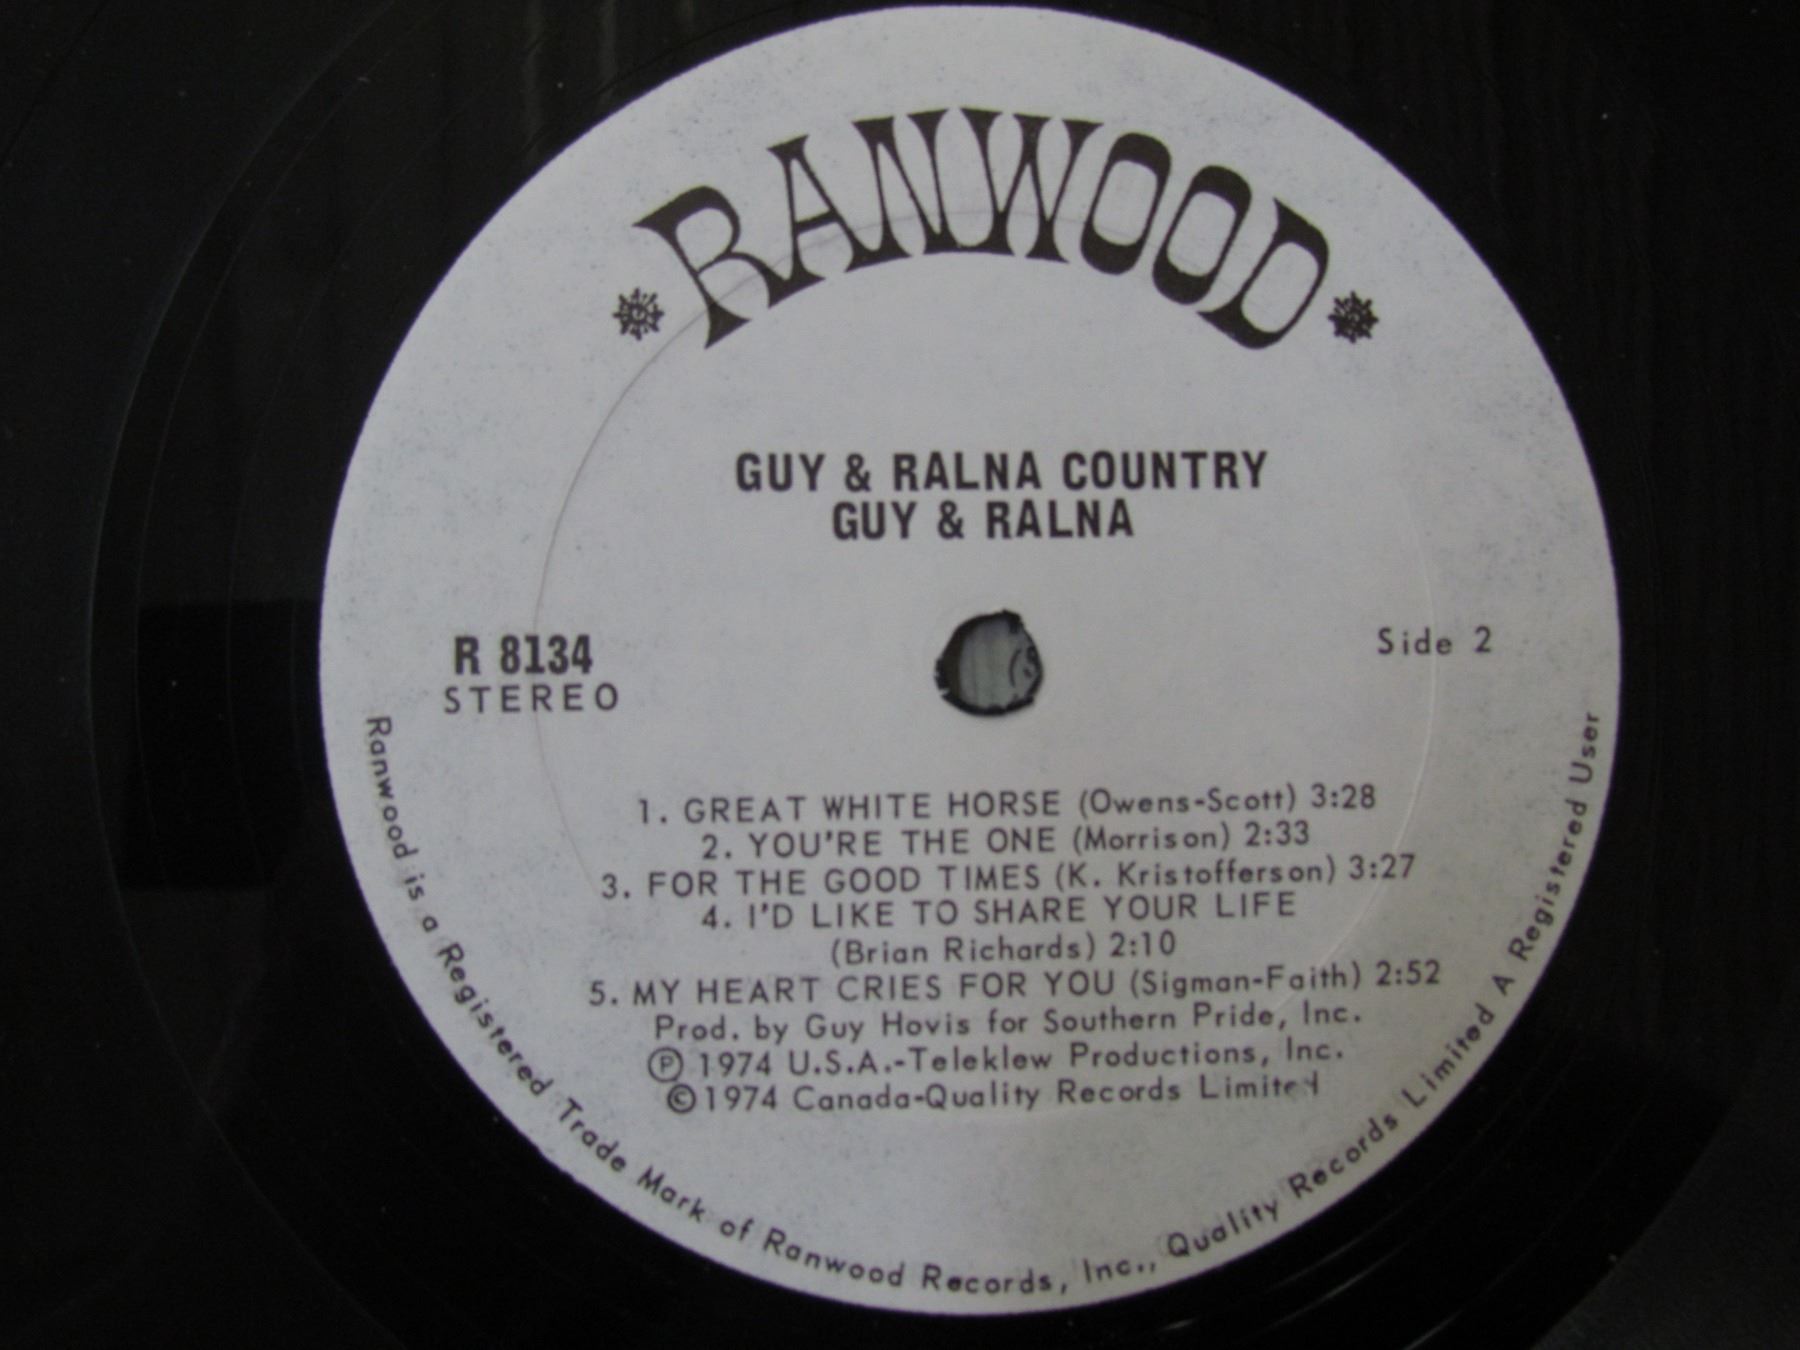 RANWOOD
GUY & RALNA COUNTRY
GUY & RALNA
R 8134
STEREO
Side 2
1. GREAT WHITE HORSE (Owens-Scott) 3:28
2. YOU'RE THE ONE (Morrison) 2:33
3. FOR THE GOOD TIMES (K. Kristofferson) 3:27
4. I'D LIKE TO SHARE YOUR LIFE
(Brian Richards) 2:10
5. MY HEART CRIES FOR YOU (Sigman-Faith) 2:52
Prod. by Guy Hovis for Southern Pride, Inc.
℗ 1974 U.S.A.-Teleklew Productions, Inc.
© 1974 Canada-Quality Records Limited
Ranwood is a Registered Trade Mark of Ranwood Records, Inc., Quality Records Limited A Registered User